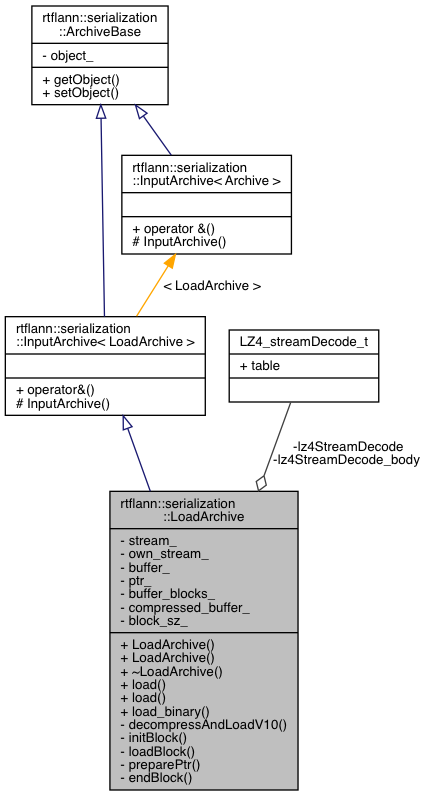 rtflann::serialization
::ArchiveBase
- object_
+ getObject()
+ setObject()
rtflann::serialization
::InputArchive< Archive >
+ operator &()
# InputArchive()
< LoadArchive >
rtflann::serialization
::InputArchive< LoadArchive >
+ operator&()
# InputArchive()
LZ4_streamDecode_t
+ table
-lz4StreamDecode
-lz4StreamDecode_body
rtflann::serialization
::LoadArchive
- stream_
- own_stream_
- buffer_
- ptr_
- buffer_blocks_
- compressed_buffer_
- block_sz_
+ LoadArchive()
+ LoadArchive()
+ ~LoadArchive()
+ load()
+ load()
+ load_binary()
- decompressAndLoadV10()
- initBlock()
- loadBlock()
- preparePtr()
- endBlock()